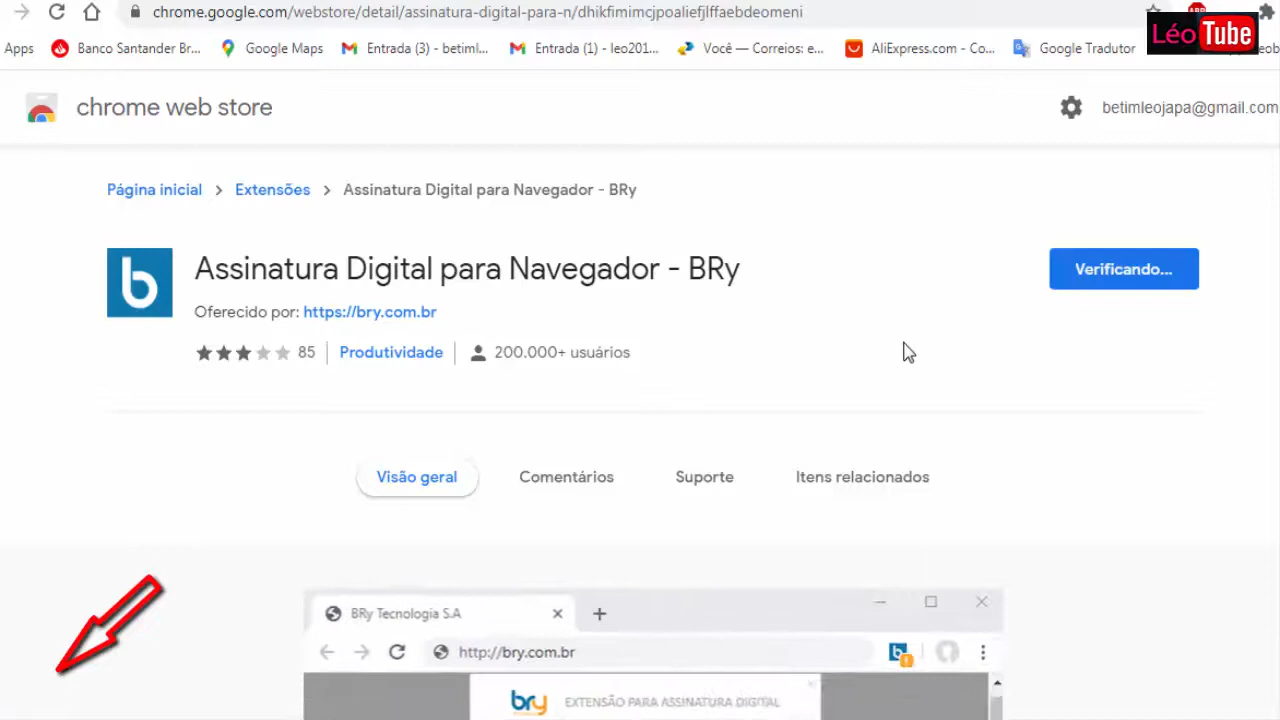 chrome.google.com/webstore/detail/assinatura-digital-para-n/dhikfimimcjpoaliefjlffaebdeomeni
LéoTube
Apps Banco Santander Br... Google Maps Entrada (3) - betiml... Entrada (1) - leo201... Você — Correios: e... AliExpress.com - Co... Google Tradutor
chrome web store betimleojapa@gmail.com
Página inicial > Extensões > Assinatura Digital para Navegador - BRy
b Assinatura Digital para Navegador - BRy Verificando...
Oferecido por: https://bry.com.br
85 Produtividade 200.000+ usuários
Visão geral Comentários Suporte Itens relacionados
BRy Tecnologia S.A
http://bry.com.br
bry EXTENSÃO PARA ASSINATURA DIGITAL